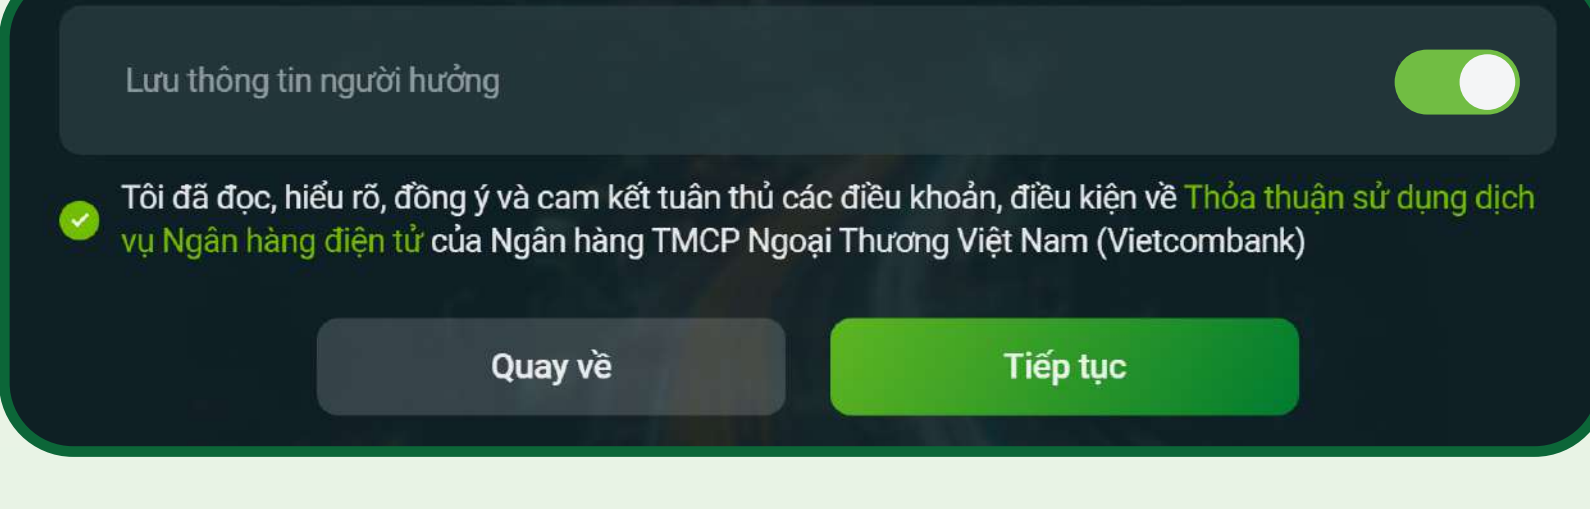 Lưu thông tin người hưởng
Tôi đã đọc, hiểu rõ, đồng ý và cam kết tuân thủ các điều khoản, điều kiện về Thỏa thuận sử dụng dịch
vụ Ngân hàng điện tử của Ngân hàng TMCP Ngoại Thương Việt Nam (Vietcombank)
Quay về
Tiếp tục